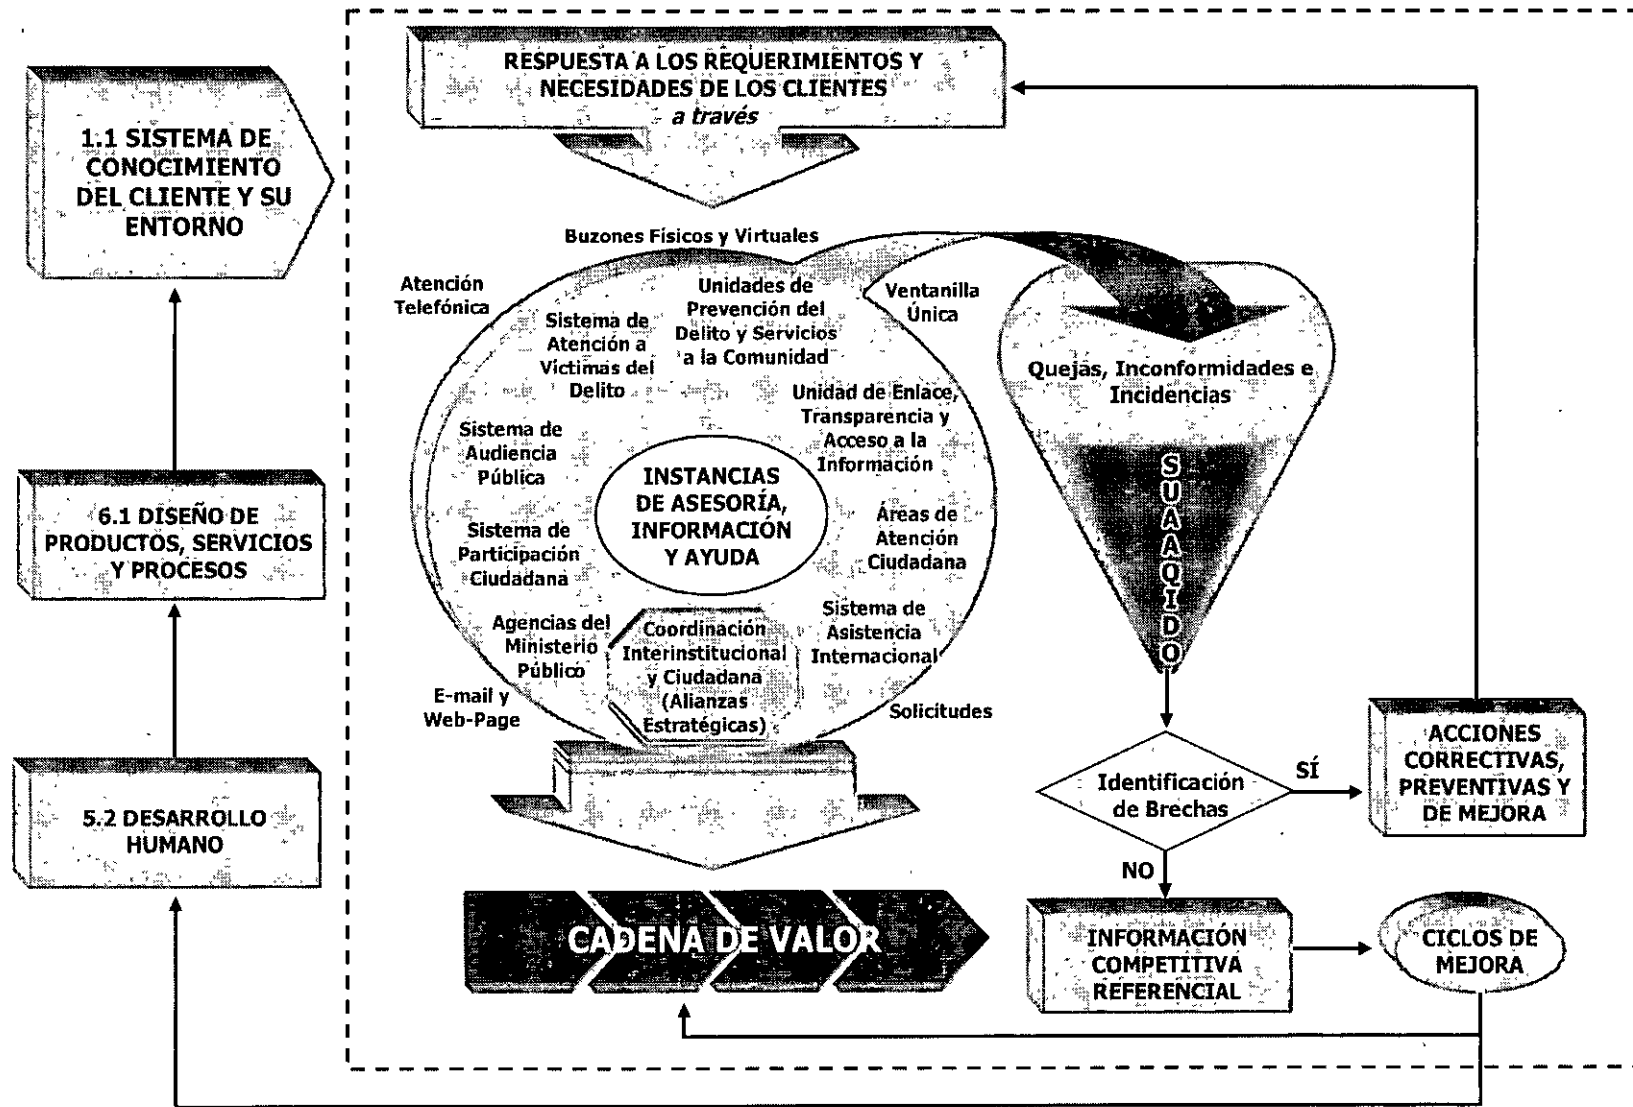 RESPUESTA A LOS REQUERIMIENTOS Y
NECESIDADES DE LOS CLIENTES
a través
1.1 SISTEMA DE
CONOCIMIENTO
DEL CLIENTE Y SU
ENTORNO
6.1 DISEÑO DE
PRODUCTOS, SERVICIOS
Y PROCESOS
5.2 DESARROLLO
HUMANO
Buzones Físicos y Virtuales
Atención
Telefónica
Ventanilla
Única
Sistema de
Atención a
Víctimas del
Delito
Unidades de
Prevención del
Delito y Servicios
a la Comunidad
Unidad de Enlace,
Transparencia y
Acceso a la
Información
Sistema de
Audiencia
Pública
INSTANCIAS
DE ASESORÍA,
INFORMACIÓN
Y AYUDA
Áreas de
Atención
Ciudadana
Sistema de
Participación
Ciudadana
Sistema de
Asistencia
Internacional
Agencias del
Ministerio
Público
Coordinación
Interinstitucional
y Ciudadana
(Alianzas
Estratégicas)
E-mail y
Web-Page
Solicitudes
CADENA DE VALOR
Quejas, Inconformidades e
Incidencias
SUAAQIDO
Identificación
de Brechas
SÍ
NO
ACCIONES
CORRECTIVAS,
PREVENTIVAS Y
DE MEJORA
INFORMACIÓN
COMPETITIVA
REFERENCIAL
CICLOS DE
MEJORA